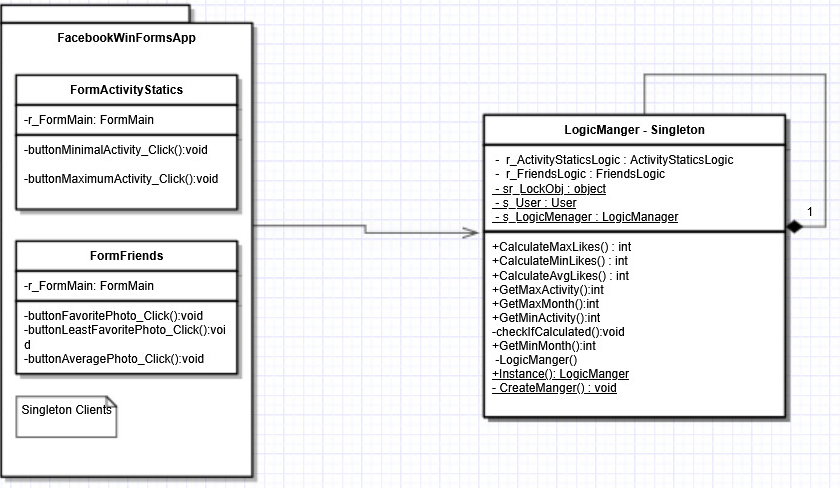 FacebookWinFormsApp
FormActivityStatics
-r_FormMain: FormMain
-buttonMinimalActivity_Click():void
-buttonMaximumActivity_Click():void
FormFriends
-r_FormMain: FormMain
-buttonFavoritePhoto_Click():void
-buttonLeastFavoritePhoto_Click():voi
d
-buttonAveragePhoto_Click():void
Singleton Clients
LogicManger - Singleton
- r_ActivityStaticsLogic : ActivityStaticsLogic
- r_FriendsLogic : FriendsLogic
- sr_LockObj : object
- s_User : User
- s_LogicMenager : LogicManager
+CalculateMaxLikes() : int
+CalculateMinLikes() : int
+CalculateAvgLikes() : int
+GetMaxActivity():int
+GetMaxMonth():int
+GetMinActivity():int
-checkIfCalculated():void
+GetMinMonth():int
-LogicManger()
+Instance(): LogicManger
- CreateManger() : void
1